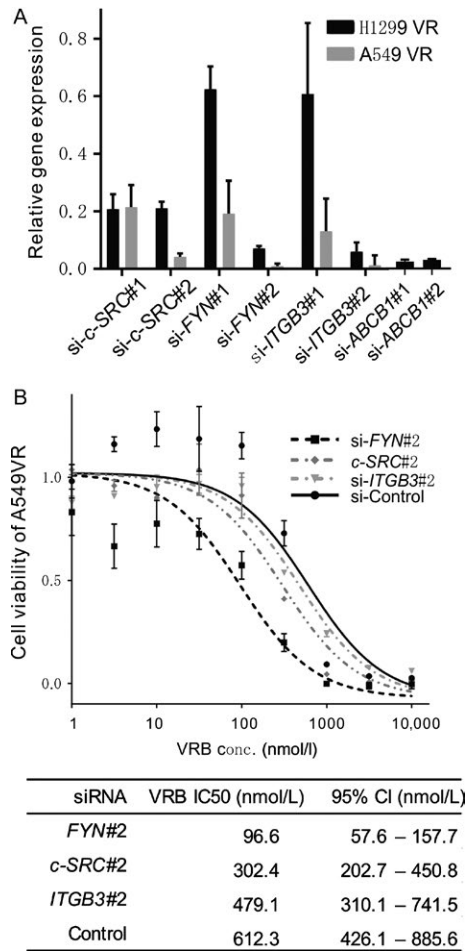 A
H1299 VR
A549 VR
Relative gene expression
0.8
0.6
0.4
0.2
0.0
si-c-SRC#1
si-c-SRC#2
si-FYN#1
si-FYN#2
si-ITGB3#1
si-ITGB3#2
si-ABCB1#1
si-ABCB1#2
B
si-FYN#2
c-SRC#2
si-ITGB3#2
si-Control
Cell viability of A549VR
1.0
0.5
0.0
1 10 100 1000 10,000
VRB conc. (nmol/l)
siRNA VRB IC50 (nmol/L) 95% CI (nmol/L)
FYN#2 96.6 57.6 – 157.7
c-SRC#2 302.4 202.7 – 450.8
ITGB3#2 479.1 310.1 – 741.5
Control 612.3 426.1 – 885.6